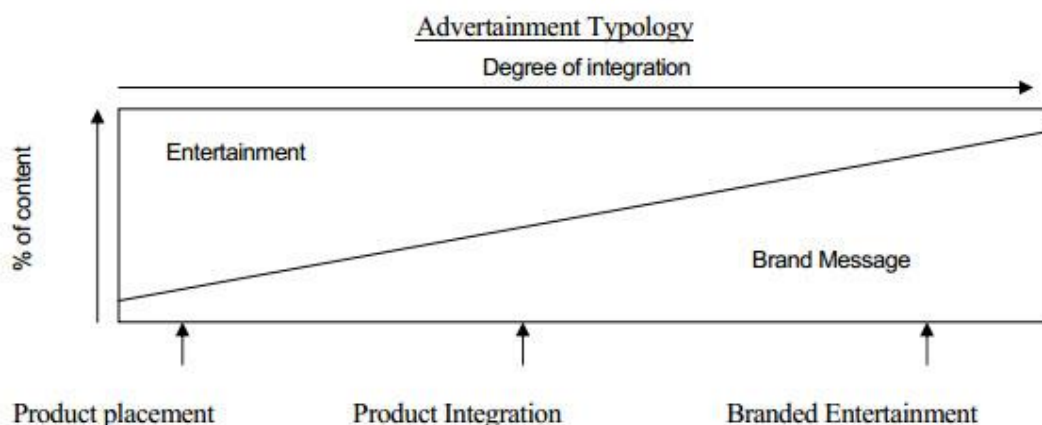 Advertainment Typology
Degree of integration
% of content
Entertainment
Brand Message
Product placement
Product Integration
Branded Entertainment